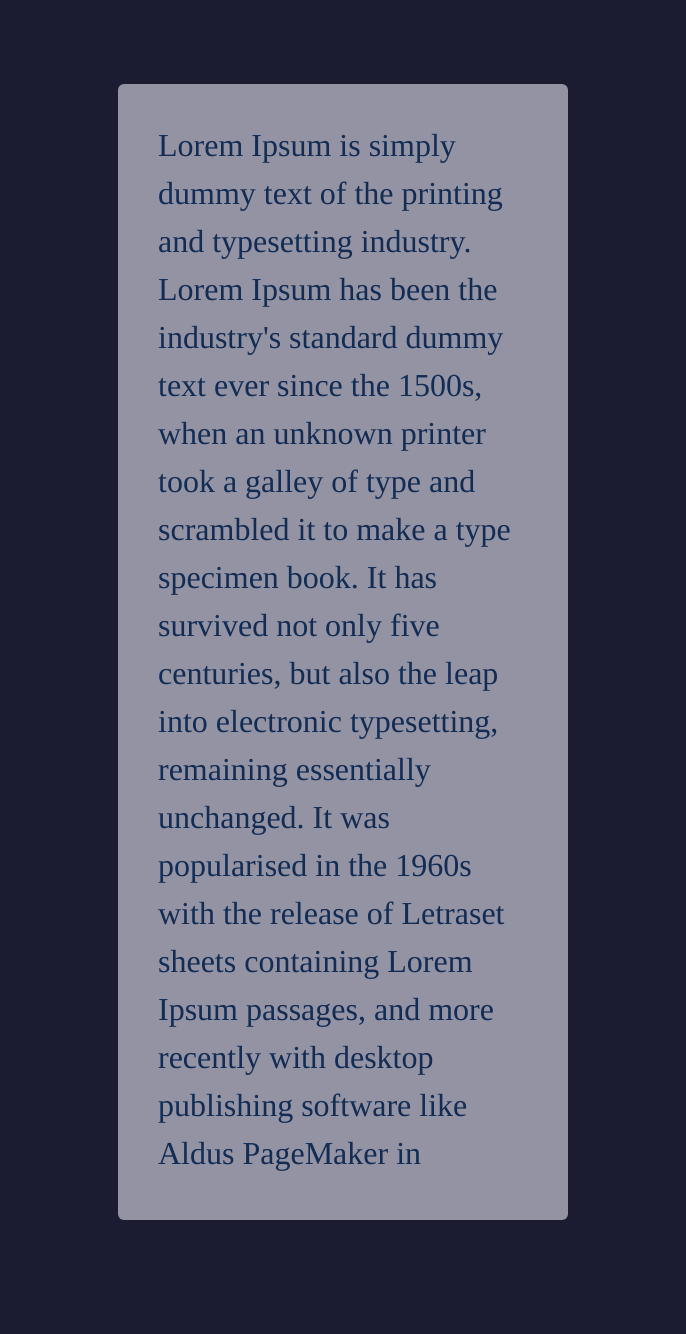 Lorem Ipsum is simply
dummy text of the printing
and typesetting industry.
Lorem Ipsum has been the
industry's standard dummy
text ever since the 1500s,
when an unknown printer
took a galley of type and
scrambled it to make a type
specimen book. It has
survived not only five
centuries, but also the leap
into electronic typesetting,
remaining essentially
unchanged. It was
popularised in the 1960s
with the release of Letraset
sheets containing Lorem
Ipsum passages, and more
recently with desktop
publishing software like
Aldus PageMaker in